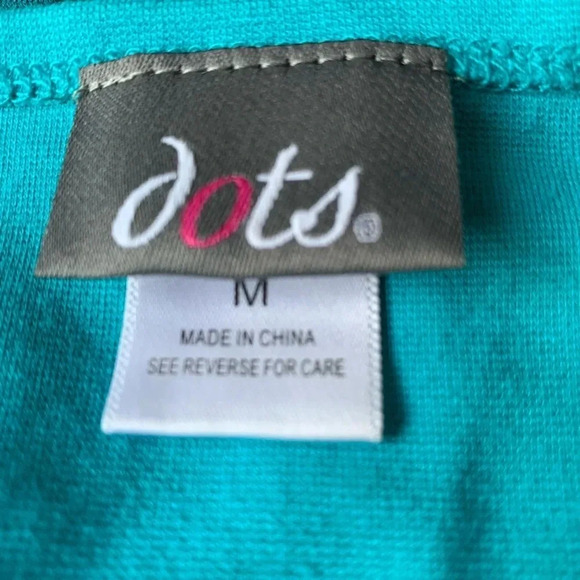 dots®
M
MADE IN CHINA
SEE REVERSE FOR CARE